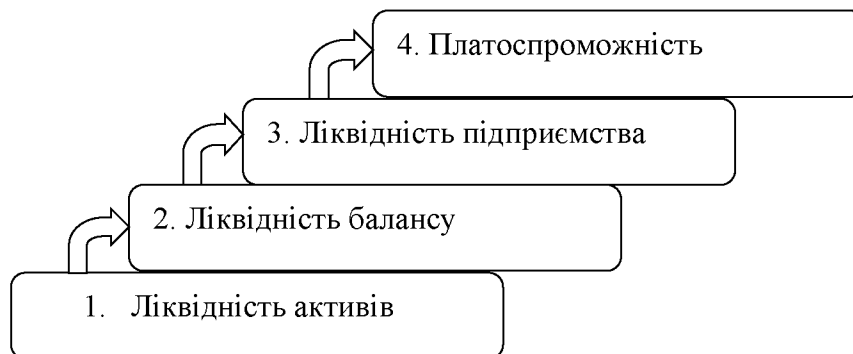 4. Платоспроможність
3. Ліквідність підприємства
2. Ліквідність балансу
1. Ліквідність активів